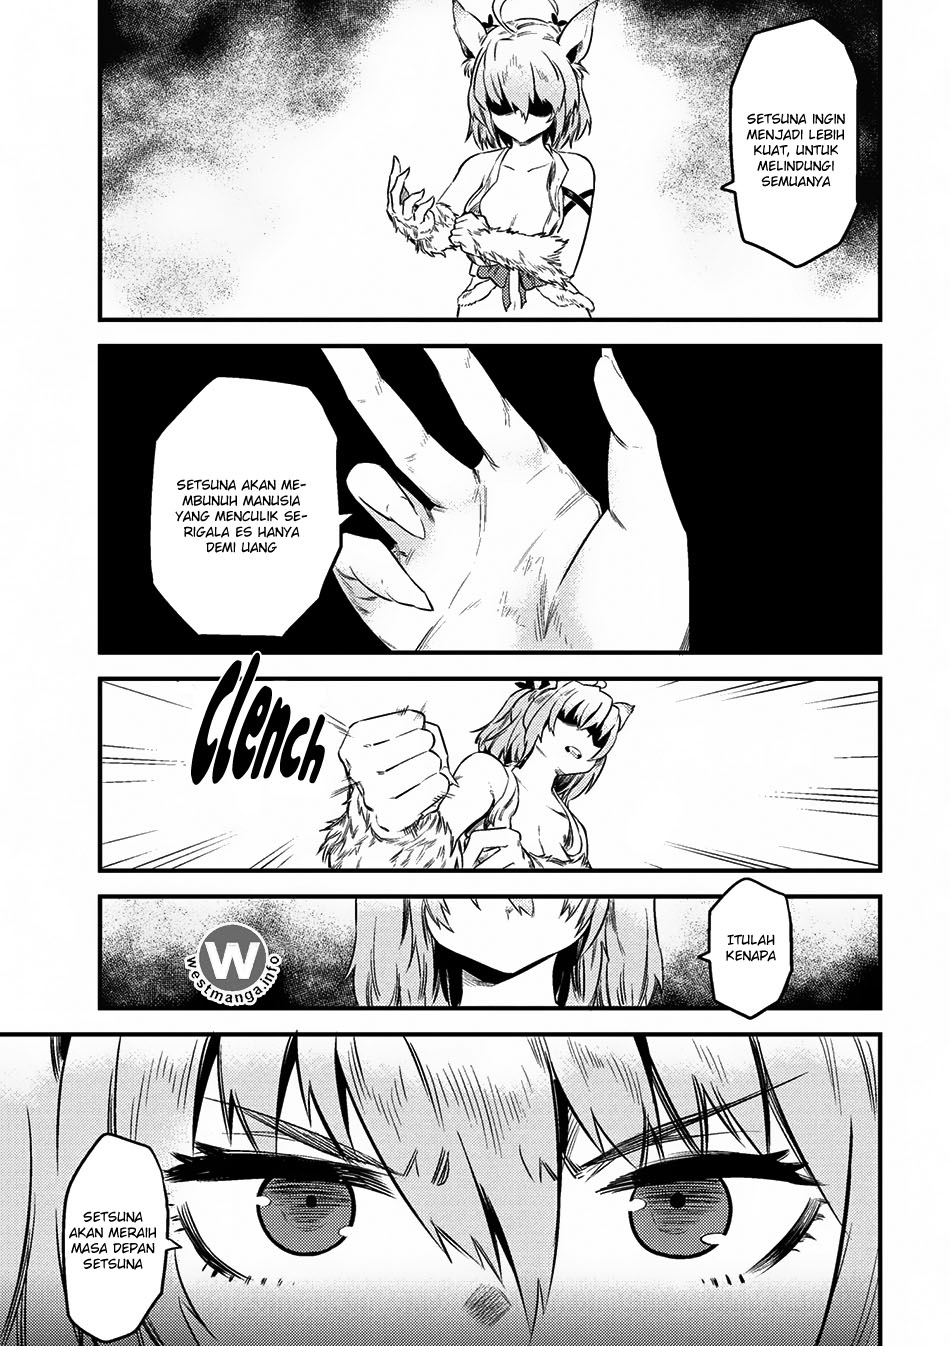 SETSUNA INGIN
MENJADI LEBIH
KUAT, UNTUK
MELINDUNGI
SEMUANYA
SETSUNA AKAN ME-
MBUNUH MANUSIA
YANG MENCULIK SE-
RIGALA ES HANYA
DEMI UANG
Clench
ITULAH
KENAPA
W
westmanga.info
SETSUNA
AKAN MERAIH
MASA DEPAN
SETSUNA